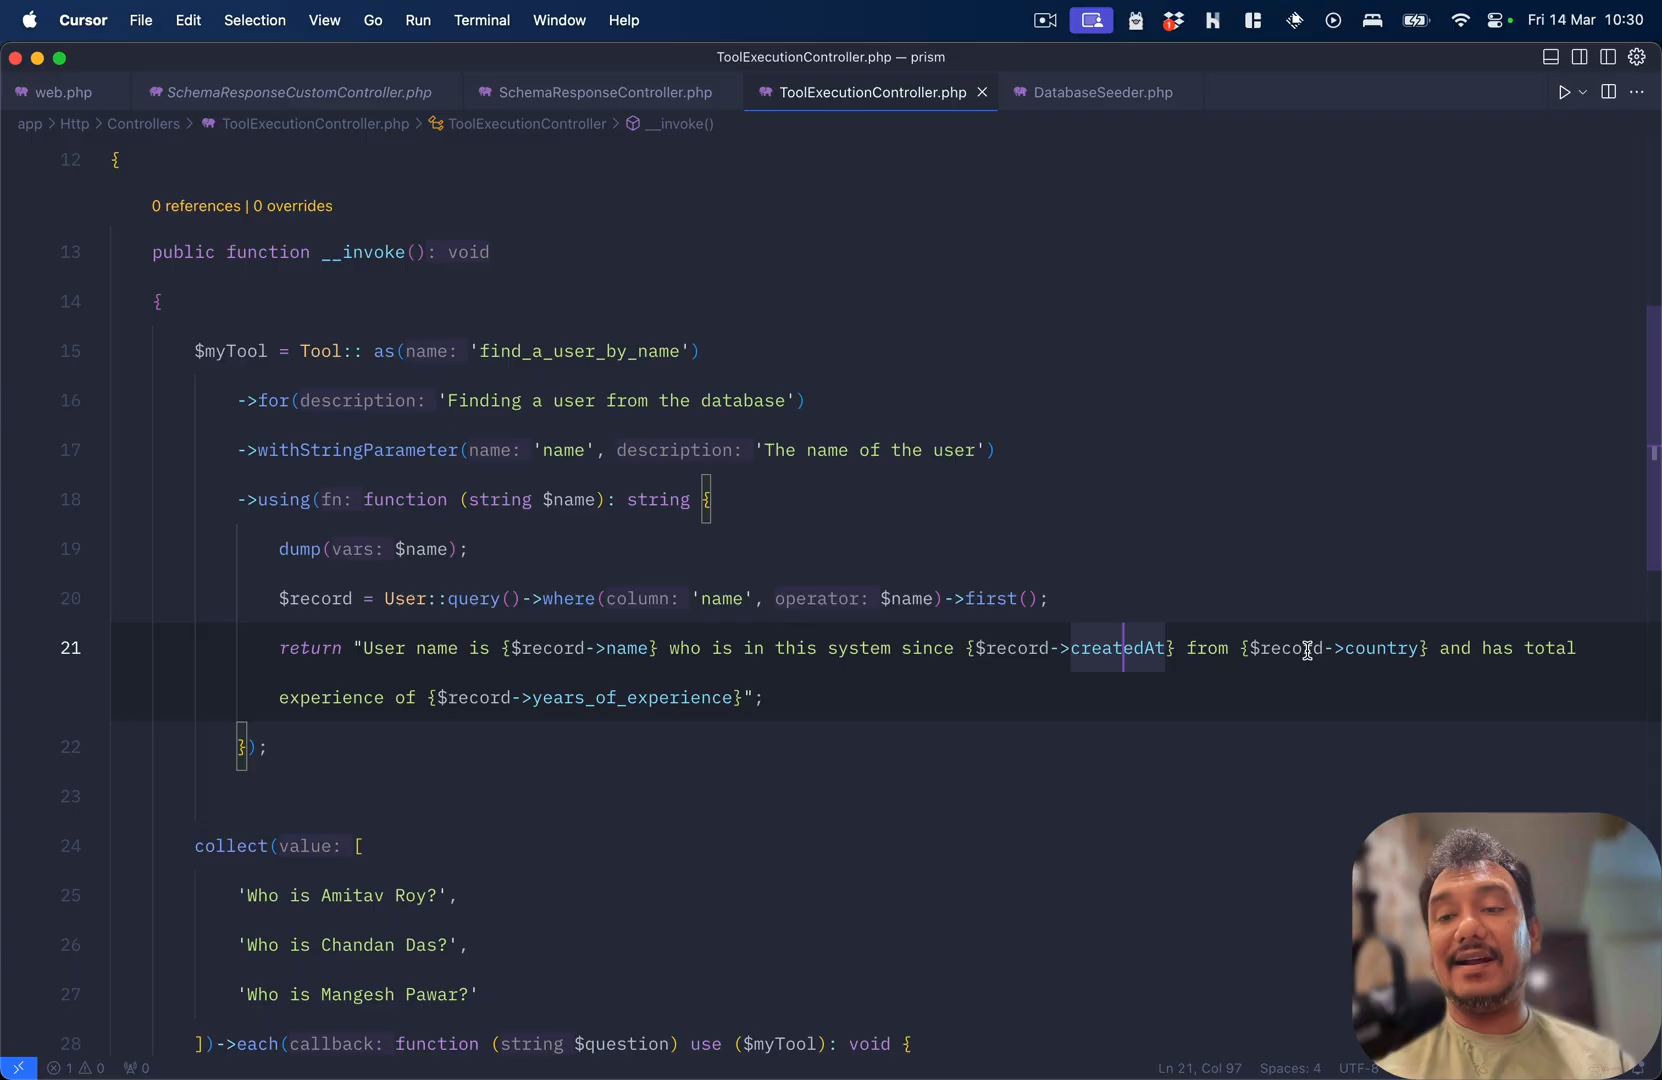 Cursor File Edit Selection View Go Run Terminal Window Help Fri 14 Mar 10:30
ToolExecutionController.php — prism
web.php SchemaResponseCustomController.php SchemaResponseController.php ToolExecutionController.php DatabaseSeeder.php
app > Http > Controllers > ToolExecutionController.php > ToolExecutionController > __invoke()
12 {
0 references | 0 overrides
13 public function __invoke(): void
14 {
15 $myTool = Tool:: as(name: 'find_a_user_by_name')
16 ->for(description: 'Finding a user from the database')
17 ->withStringParameter(name: 'name', description: 'The name of the user')
18 ->using(fn: function (string $name): string {
19 dump(vars: $name);
20 $record = User::query()->where(column: 'name', operator: $name)->first();
21 return "User name is {$record->name} who is in this system since {$record->createdAt} from {$record->country} and has total
experience of {$record->years_of_experience}";
22 });
23
24 collect(value: [
25 'Who is Amitav Roy?',
26 'Who is Chandan Das?',
27 'Who is Mangesh Pawar?'
28 ])->each(callback: function (string $question) use ($myTool): void {
1 0 0 Ln 21, Col 97 Spaces: 4 UTF-8